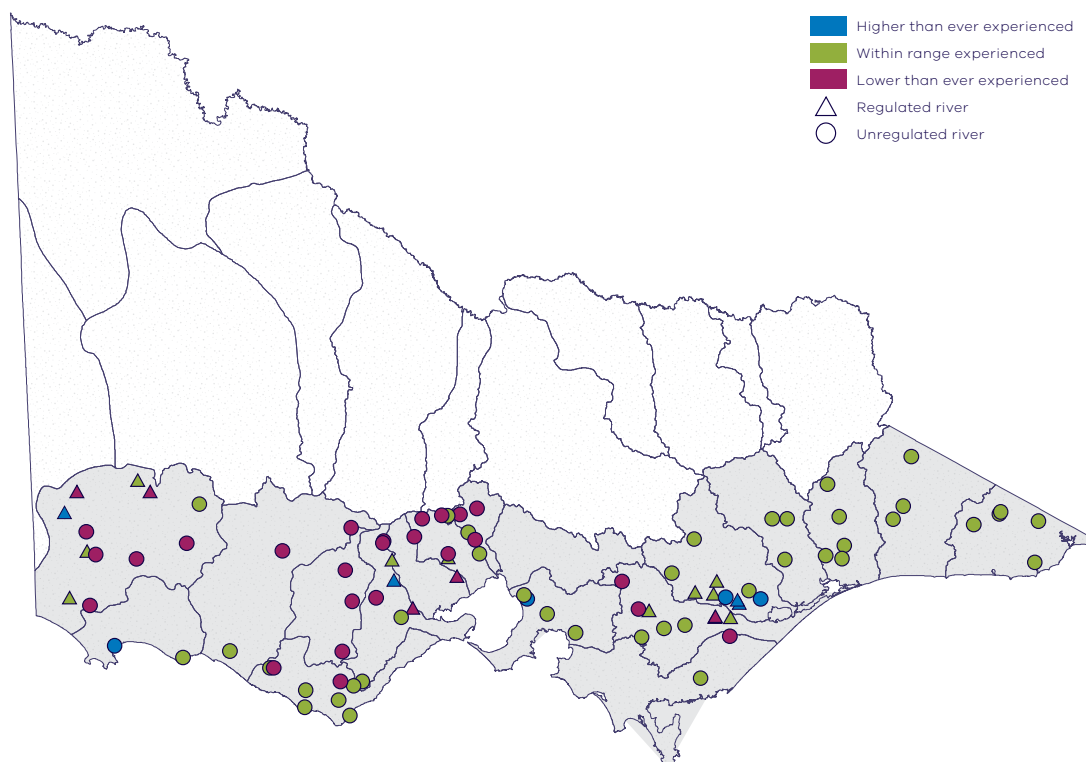 Higher than ever experienced
Within range experienced
Lower than ever experienced
Regulated river
Unregulated river